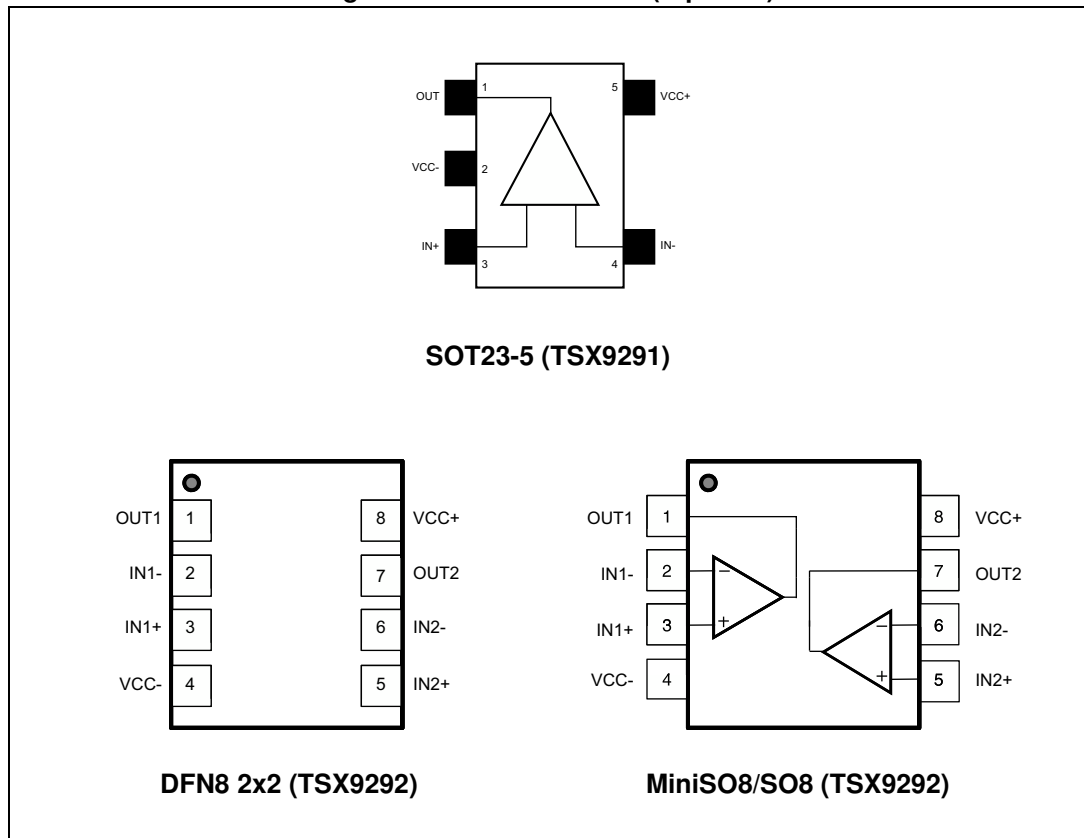 OUT 1 5 VCC+
VCC- 2
IN+ 3 4 IN-
SOT23-5 (TSX9291)
OUT1 1 8 VCC+
IN1- 2 7 OUT2
IN1+ 3 6 IN2-
VCC- 4 5 IN2+
DFN8 2x2 (TSX9292)
OUT1 1 8 VCC+
IN1- 2 − 7 OUT2
IN1+ 3 + − 6 IN2-
VCC- 4 + 5 IN2+
MiniSO8/SO8 (TSX9292)